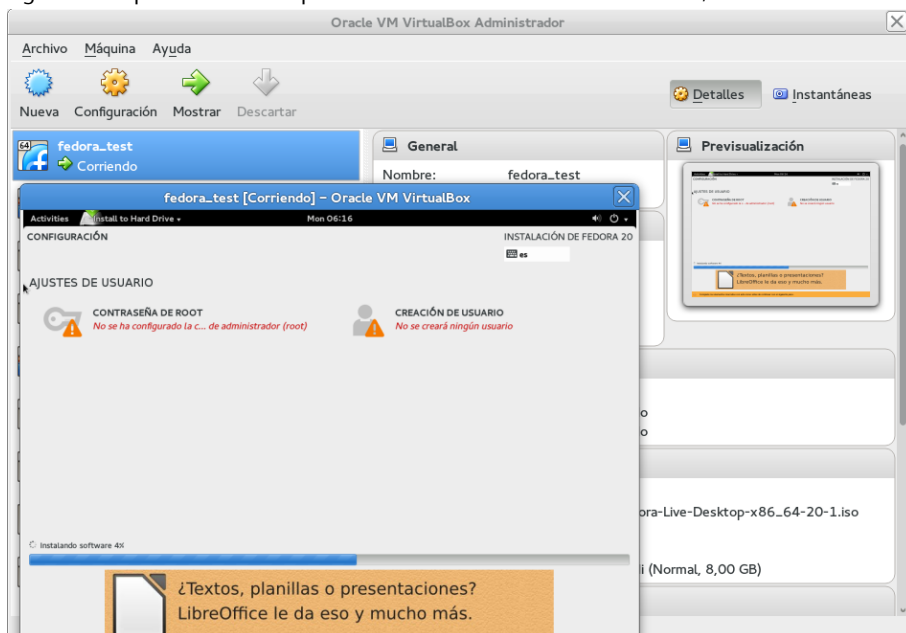 Oracle VM VirtualBox Administrador
Archivo Máquina Ayuda
Nueva Configuración Mostrar Descartar
Detalles Instantáneas
64
fedora_test
Corriendo
General
Nombre: fedora_test
Previsualización
fedora_test [Corriendo] – Oracle VM VirtualBox
Activities Install to Hard Drive Mon 06:16
CONFIGURACIÓN
INSTALACIÓN DE FEDORA 20
es
AJUSTES DE USUARIO
CONTRASEÑA DE ROOT
No se ha configurado la c... de administrador (root)
CREACIÓN DE USUARIO
No se creará ningún usuario
o
o
ora-Live-Desktop-x86_64-20-1.iso
Instalando software 4%
i (Normal, 8,00 GB)
¿Textos, planillas o presentaciones?
LibreOffice le da eso y mucho más.